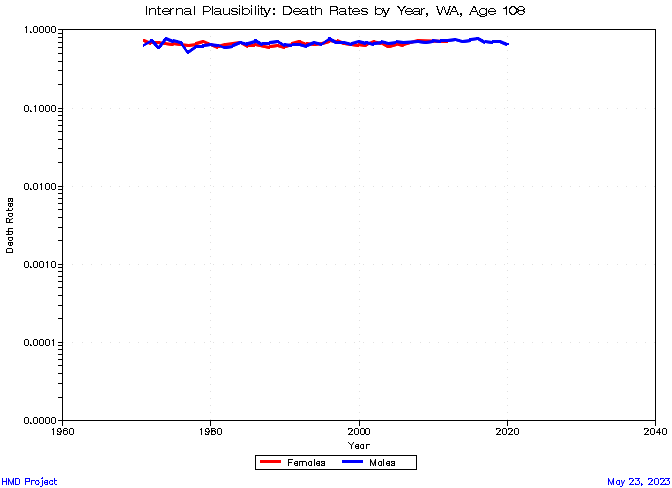 Internal Plausibility: Death Rates by Year, WA, Age 108
1.0000
0.1000
0.0100
0.0010
0.0001
0.0000
Death Rates
1960 1980 2000 2020 2040
Year
Females Males
HMD Project
May 23, 2023